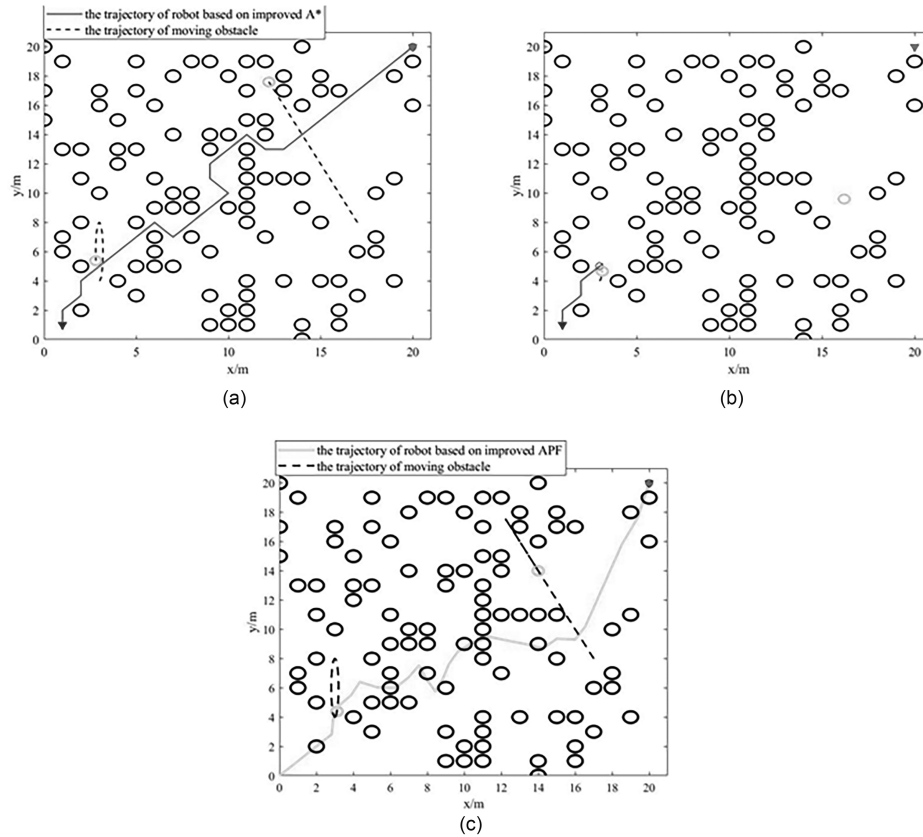 the trajectory of robot based on improved A*
the trajectory of moving obstacle
20
18
16
14
12
10
8
6
4
2
0
y/m
0 5 10 15 20
x/m
(a)
20
18
16
14
12
10
8
6
4
2
0
y/m
0 5 10 15 20
x/m
(b)
the trajectory of robot based on improved APF
the trajectory of moving obstacle
20
18
16
14
12
10
8
6
4
2
0
y/m
0 2 4 6 8 10 12 14 16 18 20
x/m
(c)